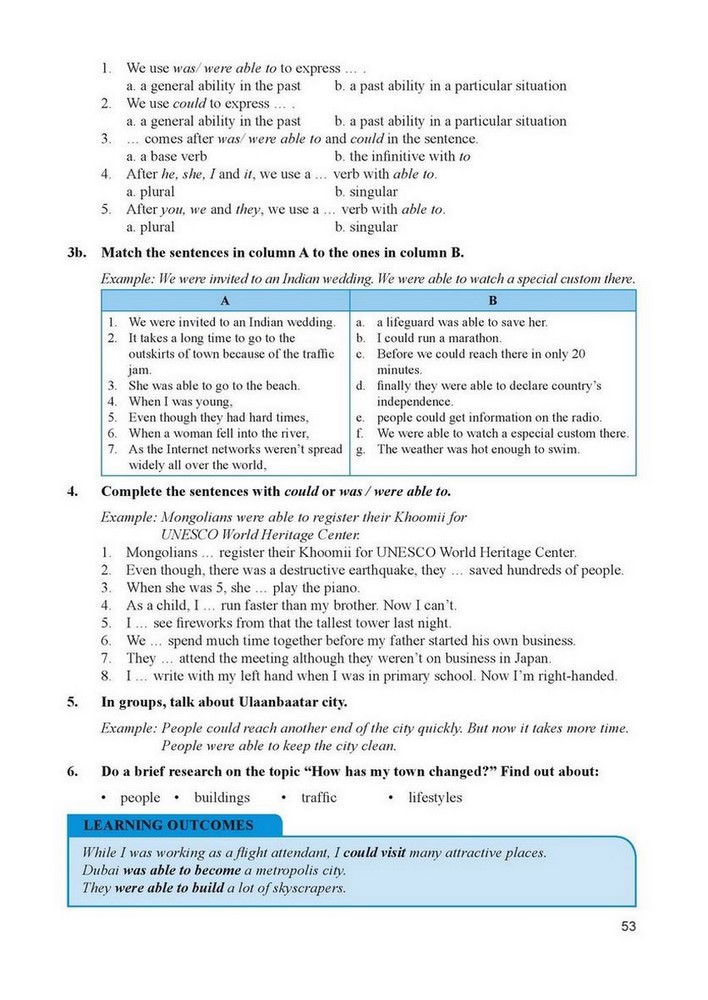 1. We use was/ were able to to express … .
a. a general ability in the past b. a past ability in a particular situation
2. We use could to express … .
a. a general ability in the past b. a past ability in a particular situation
3. … comes after was/ were able to and could in the sentence.
a. a base verb b. the infinitive with to
4. After he, she, I and it, we use a … verb with able to.
a. plural b. singular
5. After you, we and they, we use a … verb with able to.
a. plural b. singular
3b. Match the sentences in column A to the ones in column B.
Example: We were invited to an Indian wedding. We were able to watch a special custom there.
A
1. We were invited to an Indian wedding.
2. It takes a long time to go to the
outskirts of town because of the traffic
jam.
3. She was able to go to the beach.
4. When I was young,
5. Even though they had hard times,
6. When a woman fell into the river,
7. As the Internet networks weren't spread
widely all over the world,
B
a. a lifeguard was able to save her.
b. I could run a marathon.
c. Before we could reach there in only 20
minutes.
d. finally they were able to declare country's
independence.
e. people could get information on the radio.
f. We were able to watch a especial custom there.
g. The weather was hot enough to swim.
4. Complete the sentences with could or was / were able to.
Example: Mongolians were able to register their Khoomii for
UNESCO World Heritage Center.
1. Mongolians … register their Khoomii for UNESCO World Heritage Center.
2. Even though, there was a destructive earthquake, they … saved hundreds of people.
3. When she was 5, she … play the piano.
4. As a child, I … run faster than my brother. Now I can't.
5. I … see fireworks from that the tallest tower last night.
6. We … spend much time together before my father started his own business.
7. They … attend the meeting although they weren't on business in Japan.
8. I … write with my left hand when I was in primary school. Now I'm right-handed.
5. In groups, talk about Ulaanbaatar city.
Example: People could reach another end of the city quickly. But now it takes more time.
People were able to keep the city clean.
6. Do a brief research on the topic “How has my town changed?” Find out about:
• people • buildings • traffic • lifestyles
LEARNING OUTCOMES
While I was working as a flight attendant, I could visit many attractive places.
Dubai was able to become a metropolis city.
They were able to build a lot of skyscrapers.
53